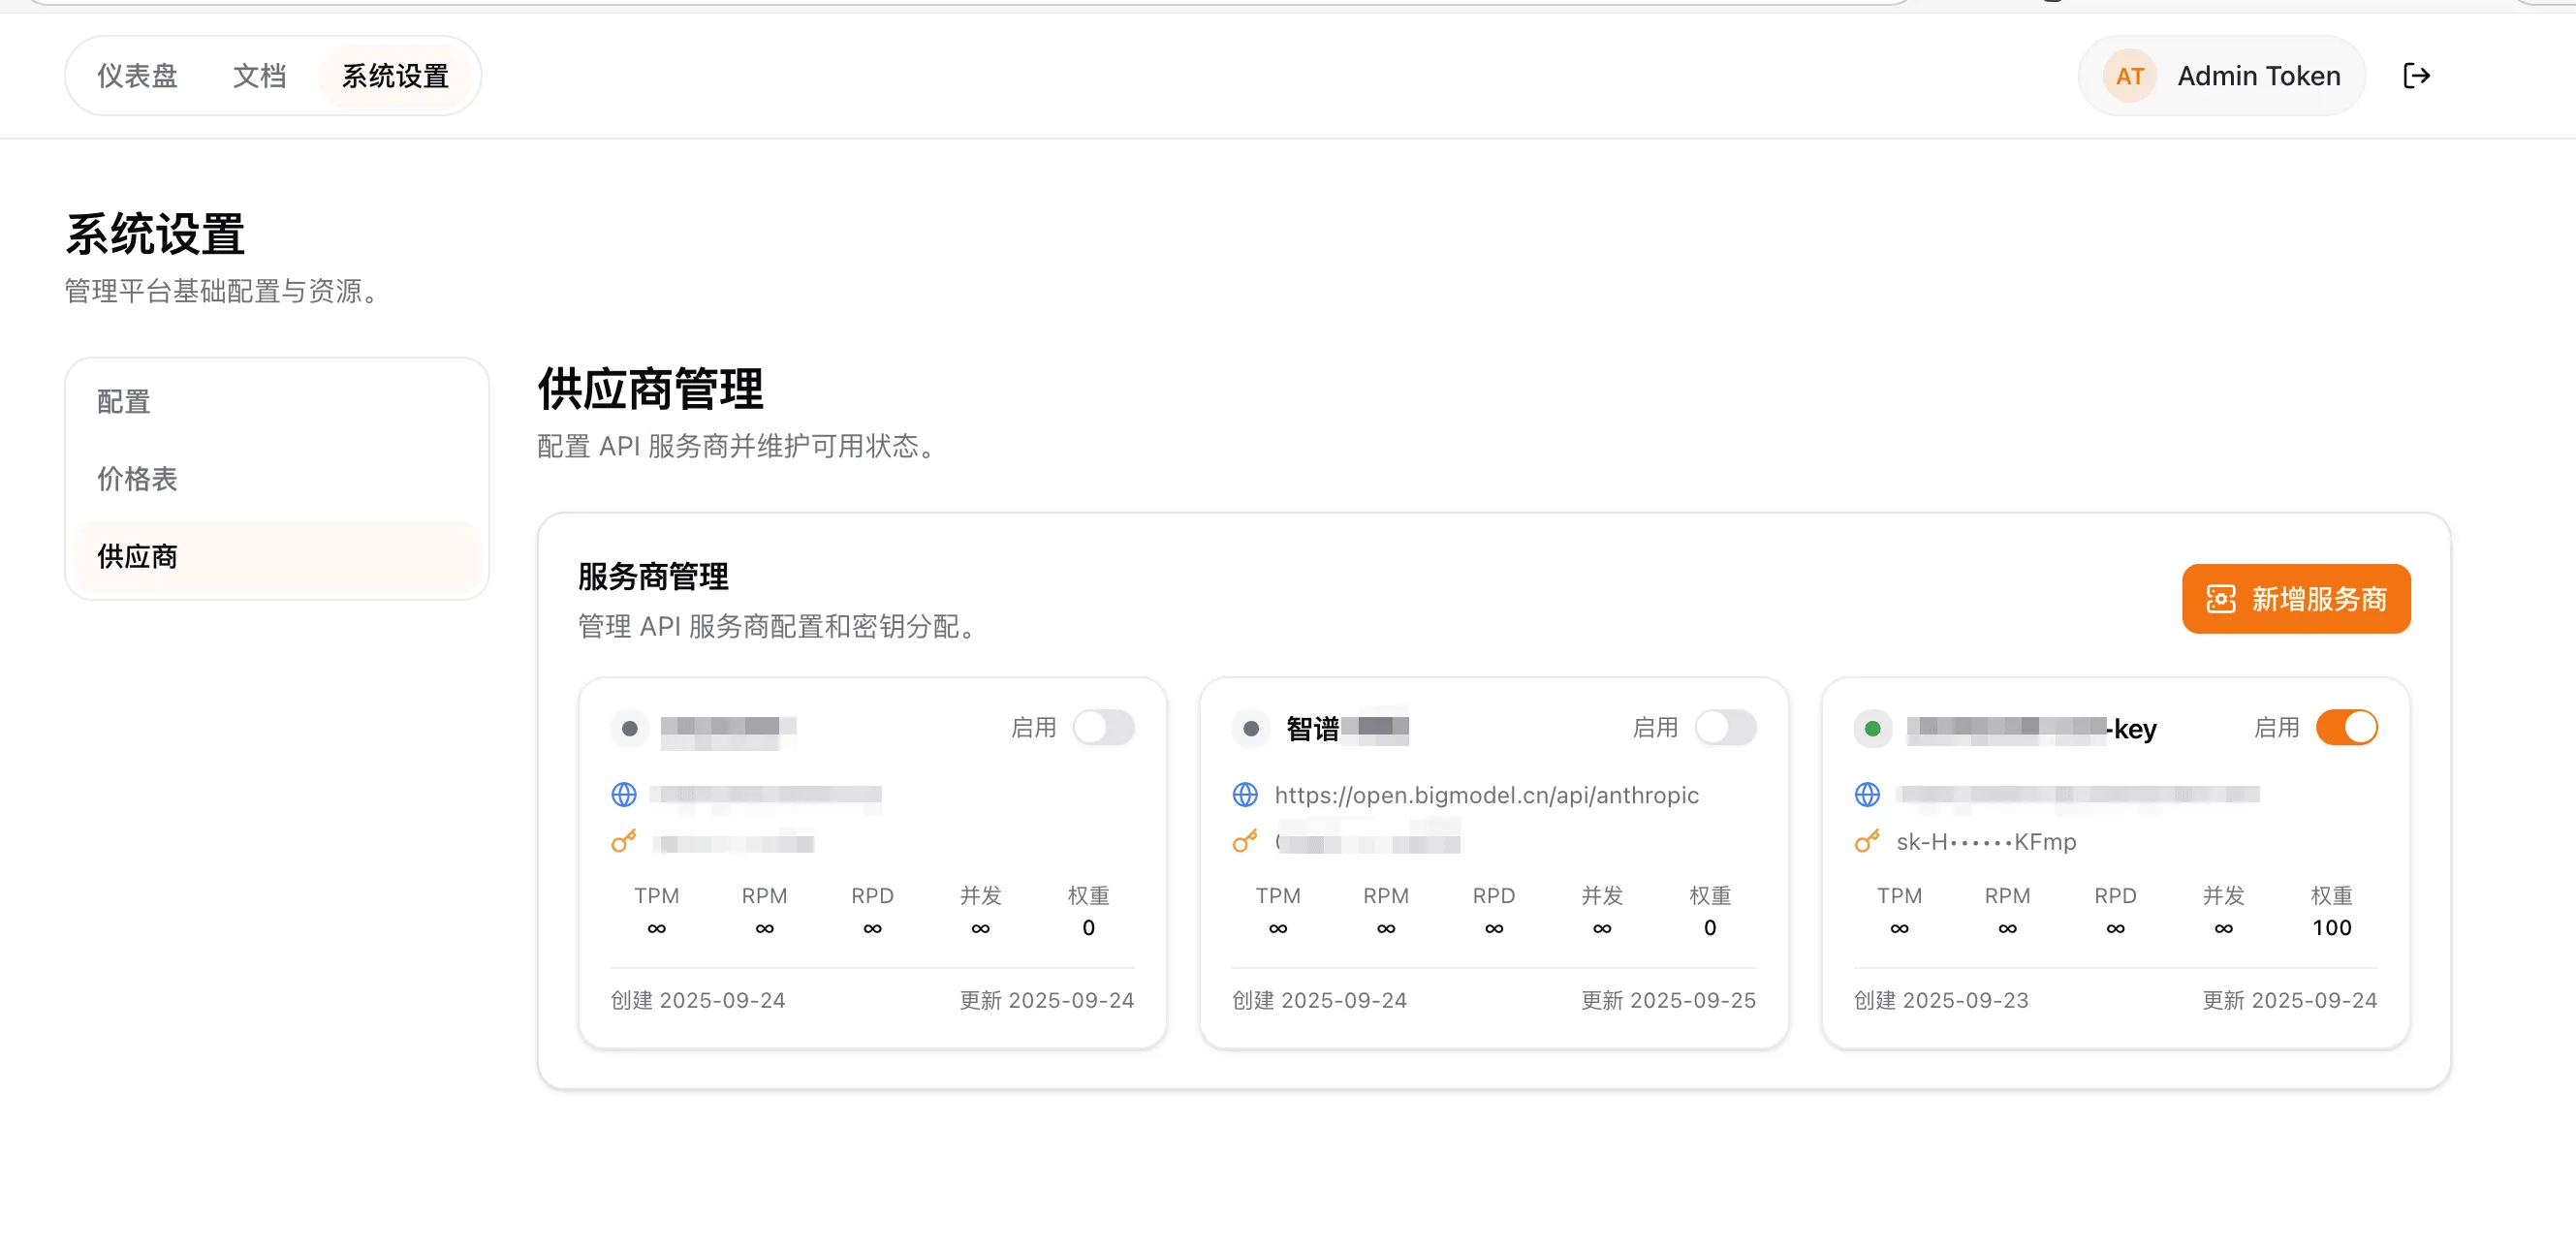 仪表盘 文档 系统设置 AT Admin Token
系统设置
管理平台基础配置与资源。
配置
价格表
供应商
供应商管理
配置 API 服务商并维护可用状态。
服务商管理
管理 API 服务商配置和密钥分配。
新增服务商
启用
TPM RPM RPD 并发 权重
∞ ∞ ∞ ∞ 0
创建 2025-09-24 更新 2025-09-24
智谱 启用
https://open.bigmodel.cn/api/anthropic
TPM RPM RPD 并发 权重
∞ ∞ ∞ ∞ 0
创建 2025-09-24 更新 2025-09-25
-key 启用
sk-H••••••KFmp
TPM RPM RPD 并发 权重
∞ ∞ ∞ ∞ 100
创建 2025-09-23 更新 2025-09-24